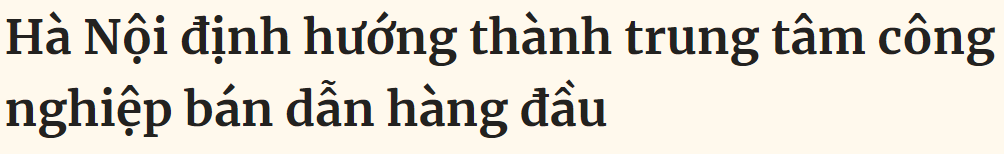 Hà Nội định hướng thành trung tâm công
nghiệp bán dẫn hàng đầu